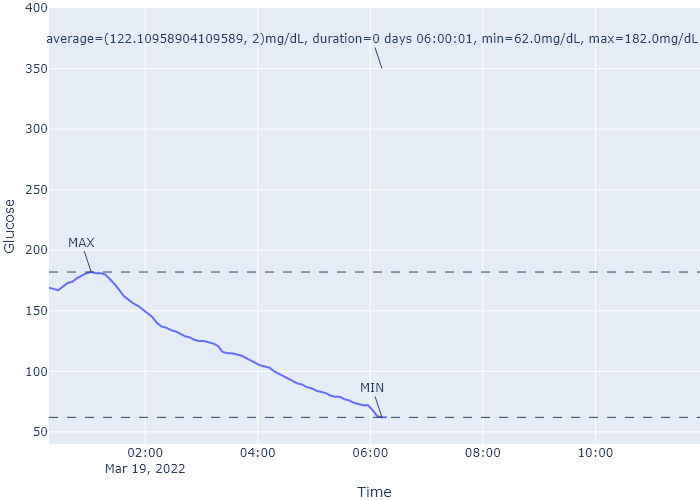 400
average=(122.10958904109589, 2)mg/dL, duration=0 days 06:00:01, min=62.0mg/dL, max=182.0mg/dL
350
300
250
200
MAX
150
100
MIN
50
Glucose
02:00 04:00 06:00 08:00 10:00
Mar 19, 2022
Time